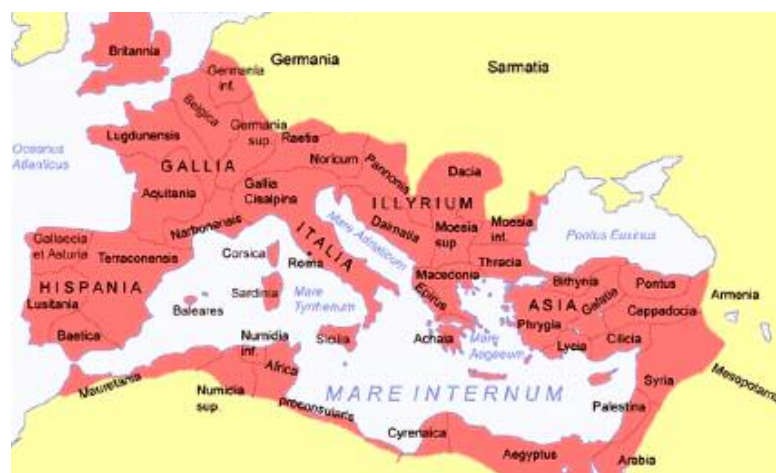 Britannia
Germania
inf.
Germania
Sarmatia
Belgica
Lugdunensis
Germania
sup.
Raetia
Oceanus
Atlanticus
GALLIA
Noricum
Pannonia
Dacia
Aquitania
Gallia
Cisalpina
ILLYRIUM
Narbonensis
Dalmatia
Moesia
sup.
Moesia
inf.
Pontus Euxinus
Gallaecia
et Asturia
Terraconensis
Corsica
ITALIA
Roma
Mare Adriaticum
Thracia
Macedonia
Epirus
HISPANIA
Lusitania
Baetica
Baleares
Sardinia
Mare
Tyrrhenum
Bithynia
Pontus
Armenia
ASIA
Galatia
Cappadocia
Phrygia
Lycia
Cilicia
Achaia
Mare
Aegaeum
Sicilia
Numidia
inf.
Africa
Mauretania
Numicia
sup.
Proconsularis
MARE INTERNUM
Syria
Mesopotami
Palestina
Cyrenaica
Aegyptus
Arabia